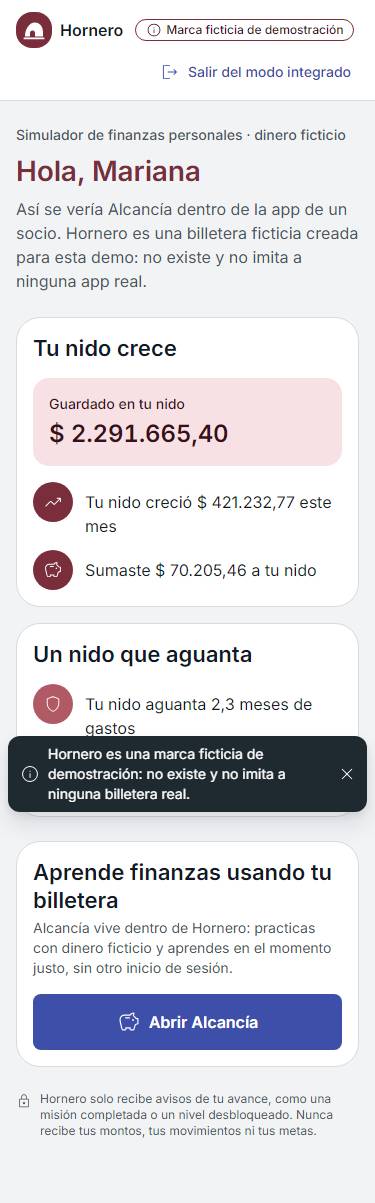 Hornero
Marca ficticia de demostración
Salir del modo integrado
Simulador de finanzas personales · dinero ficticio
Hola, Mariana
Así se vería Alcancía dentro de la app de un
socio. Hornero es una billetera ficticia creada
para esta demo: no existe y no imita a
ninguna app real.
Tu nido crece
Guardado en tu nido
$ 2.291.665,40
Tu nido creció $ 421.232,77 este
mes
Sumaste $ 70.205,46 a tu nido
Un nido que aguanta
Tu nido aguanta 2,3 meses de
gastos
Hornero es una marca ficticia de
demostración: no existe y no imita a
ninguna billetera real.
Aprende finanzas usando tu
billetera
Alcancía vive dentro de Hornero: practicas
con dinero ficticio y aprendes en el momento
justo, sin otro inicio de sesión.
Abrir Alcancía
Hornero solo recibe avisos de tu avance, como una
misión completada o un nivel desbloqueado. Nunca
recibe tus montos, tus movimientos ni tus metas.